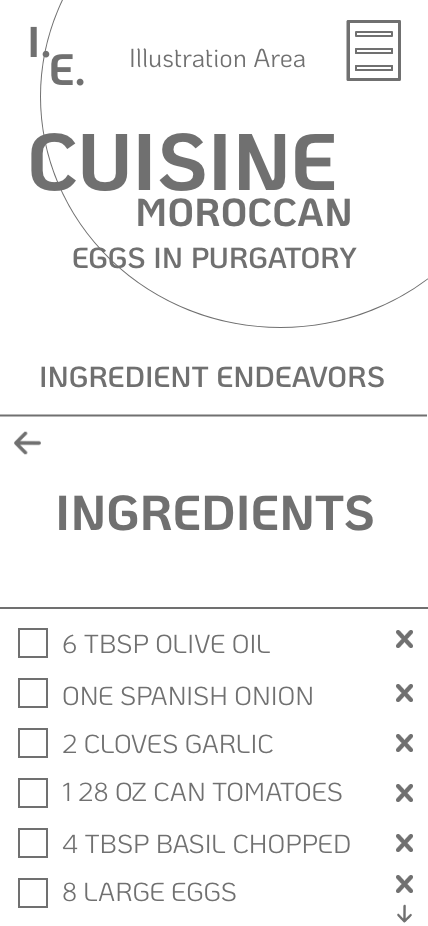 I.
E.
Illustration Area
CUISINE
MOROCCAN
EGGS IN PURGATORY
INGREDIENT ENDEAVORS
INGREDIENTS
6 TBSP OLIVE OIL
ONE SPANISH ONION
2 CLOVES GARLIC
1 28 OZ CAN TOMATOES
4 TBSP BASIL CHOPPED
8 LARGE EGGS